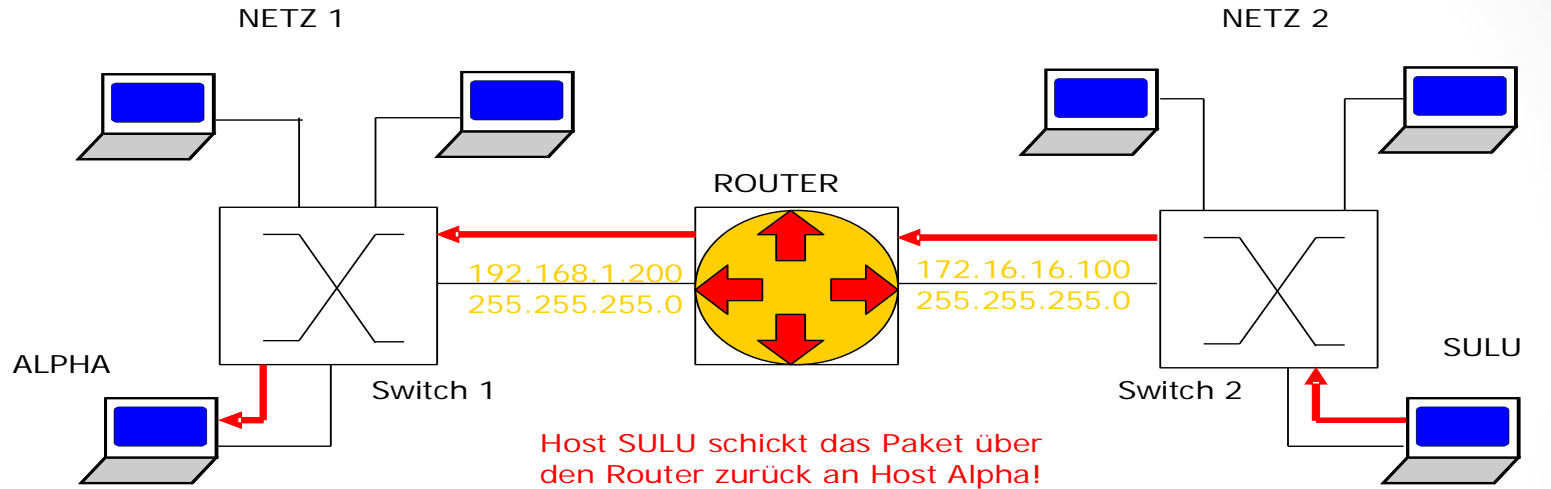 NETZ 1
NETZ 2
ROUTER
192.168.1.200
255.255.255.0
172.16.16.100
255.255.255.0
ALPHA
SULU
Switch 1
Switch 2
Host SULU schickt das Paket über
den Router zurück an Host Alpha!